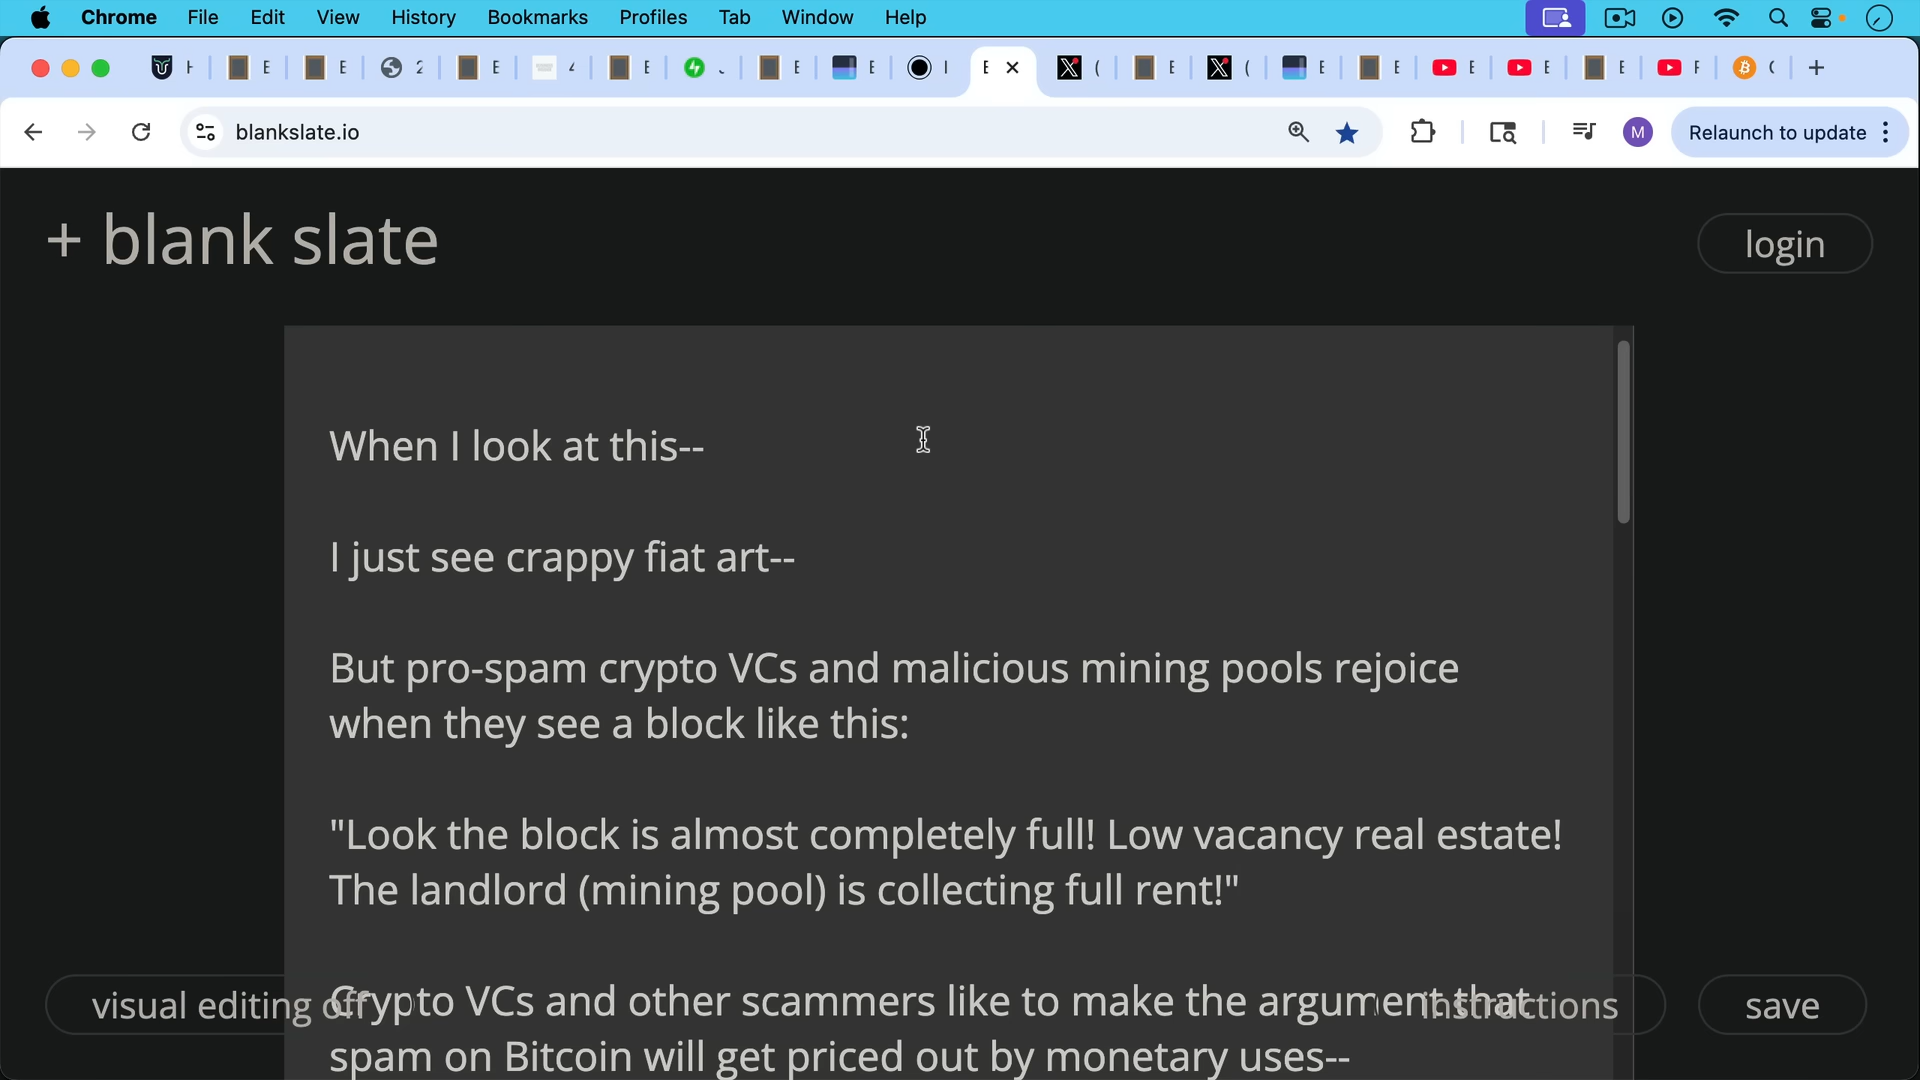 Chrome File Edit View History Bookmarks Profiles Tab Window Help
E E 2 E 4 E E E I E ( E ( E E E E E F (
blankslate.io
M
Relaunch to update
+ blank slate
login
When I look at this--
I just see crappy fiat art--
But pro-spam crypto VCs and malicious mining pools rejoice
when they see a block like this:
"Look the block is almost completely full! Low vacancy real estate!
The landlord (mining pool) is collecting full rent!"
Crypto VCs and other scammers like to make the argument that
spam on Bitcoin will get priced out by monetary uses--
visual editing off
instructions
save